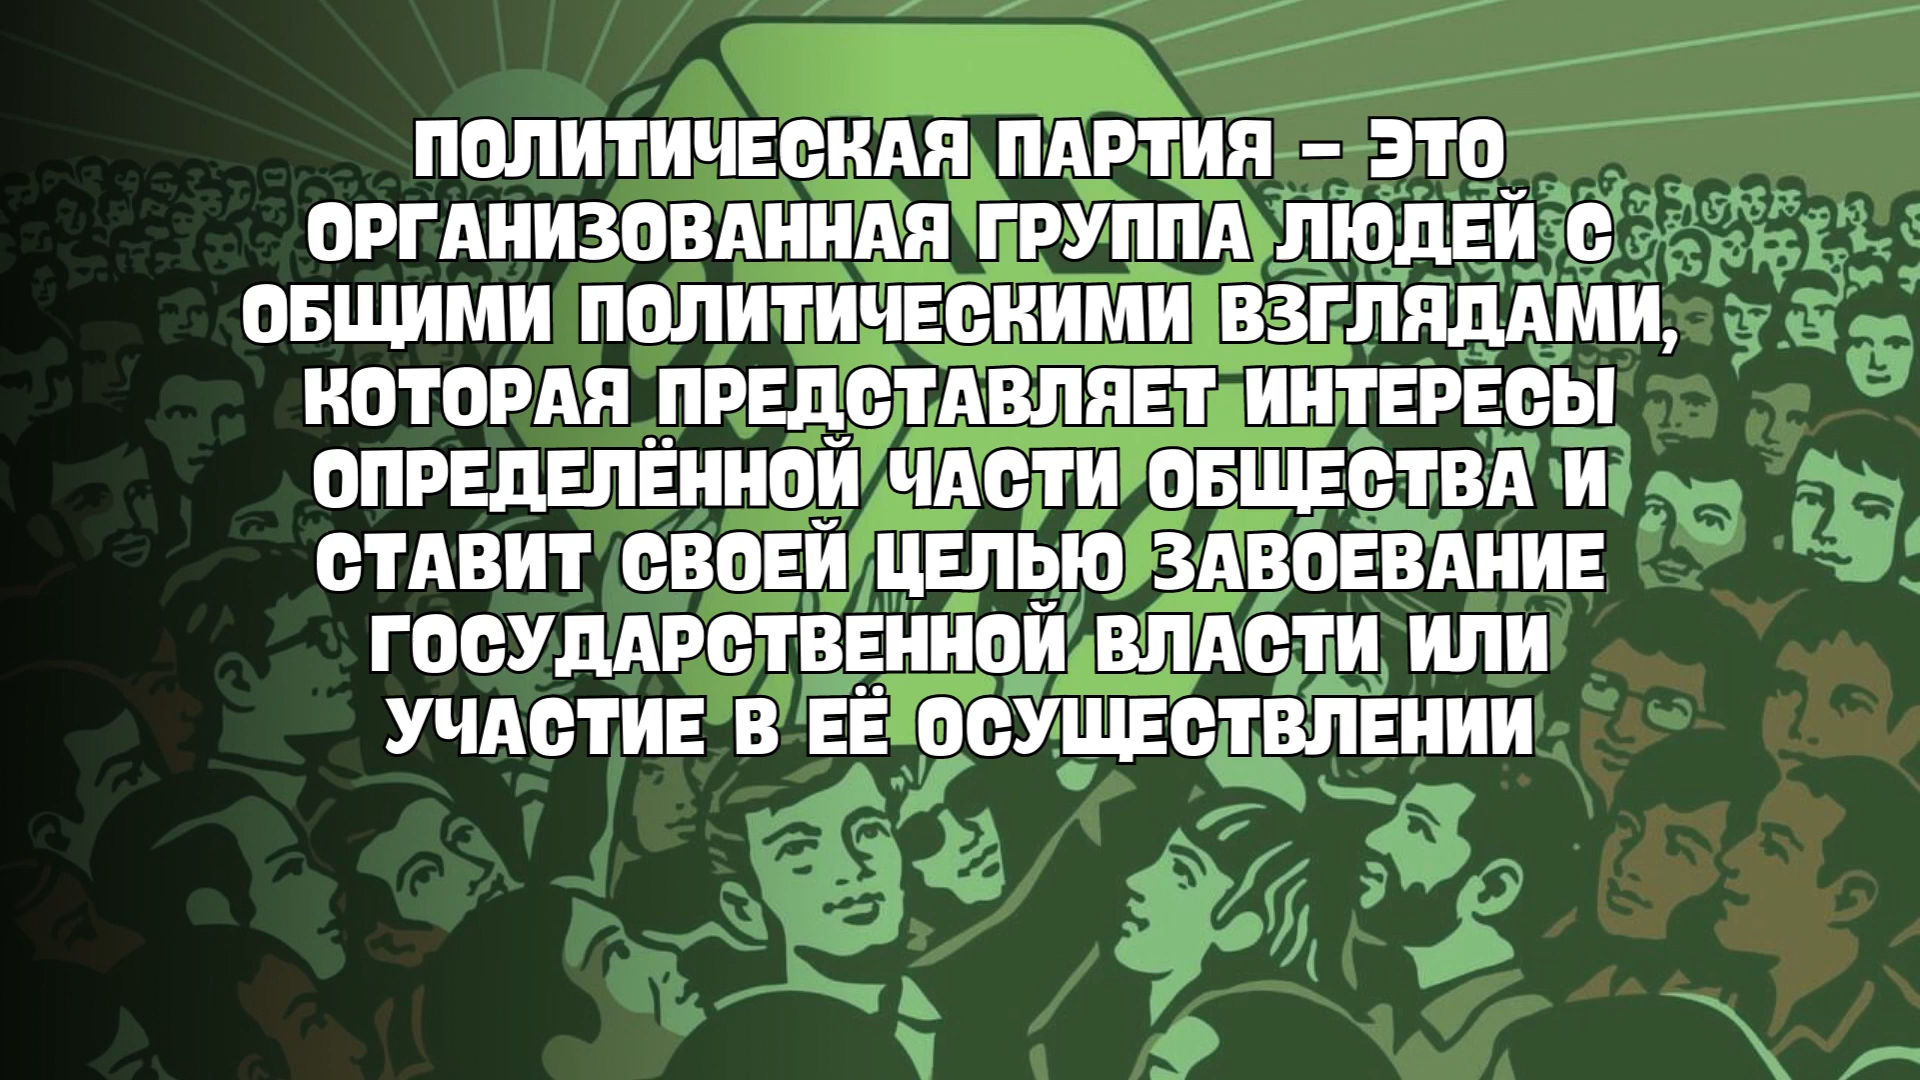 ПОЛИТИЧЕСКАЯ ПАРТИЯ – ЭТО
ОРГАНИЗОВАННАЯ ГРУППА ЛЮДЕЙ С
ОБЩИМИ ПОЛИТИЧЕСКИМИ ВЗГЛЯДАМИ,
КОТОРАЯ ПРЕДСТАВЛЯЕТ ИНТЕРЕСЫ
ОПРЕДЕЛЁННОЙ ЧАСТИ ОБЩЕСТВА И
СТАВИТ СВОЕЙ ЦЕЛЬЮ ЗАВОЕВАНИЕ
ГОСУДАРСТВЕННОЙ ВЛАСТИ ИЛИ
УЧАСТИЕ В ЕЁ ОСУЩЕСТВЛЕНИИ